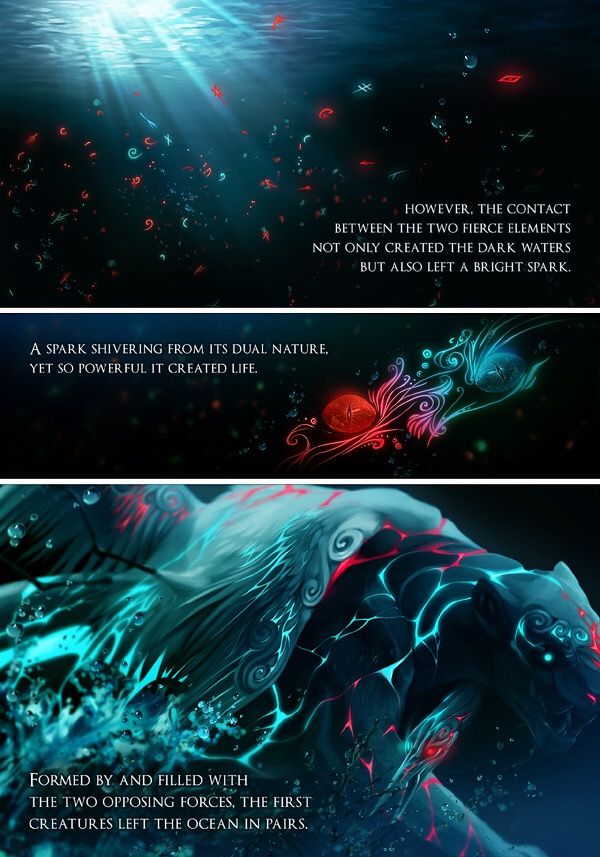 HOWEVER, THE CONTACT
BETWEEN THE TWO FIERCE ELEMENTS
NOT ONLY CREATED THE DARK WATERS
BUT ALSO LEFT A BRIGHT SPARK.
A SPARK SHIVERING FROM ITS DUAL NATURE,
YET SO POWERFUL IT CREATED LIFE.
FORMED BY AND FILLED WITH
THE TWO OPPOSING FORCES, THE FIRST
CREATURES LEFT THE OCEAN IN PAIRS.